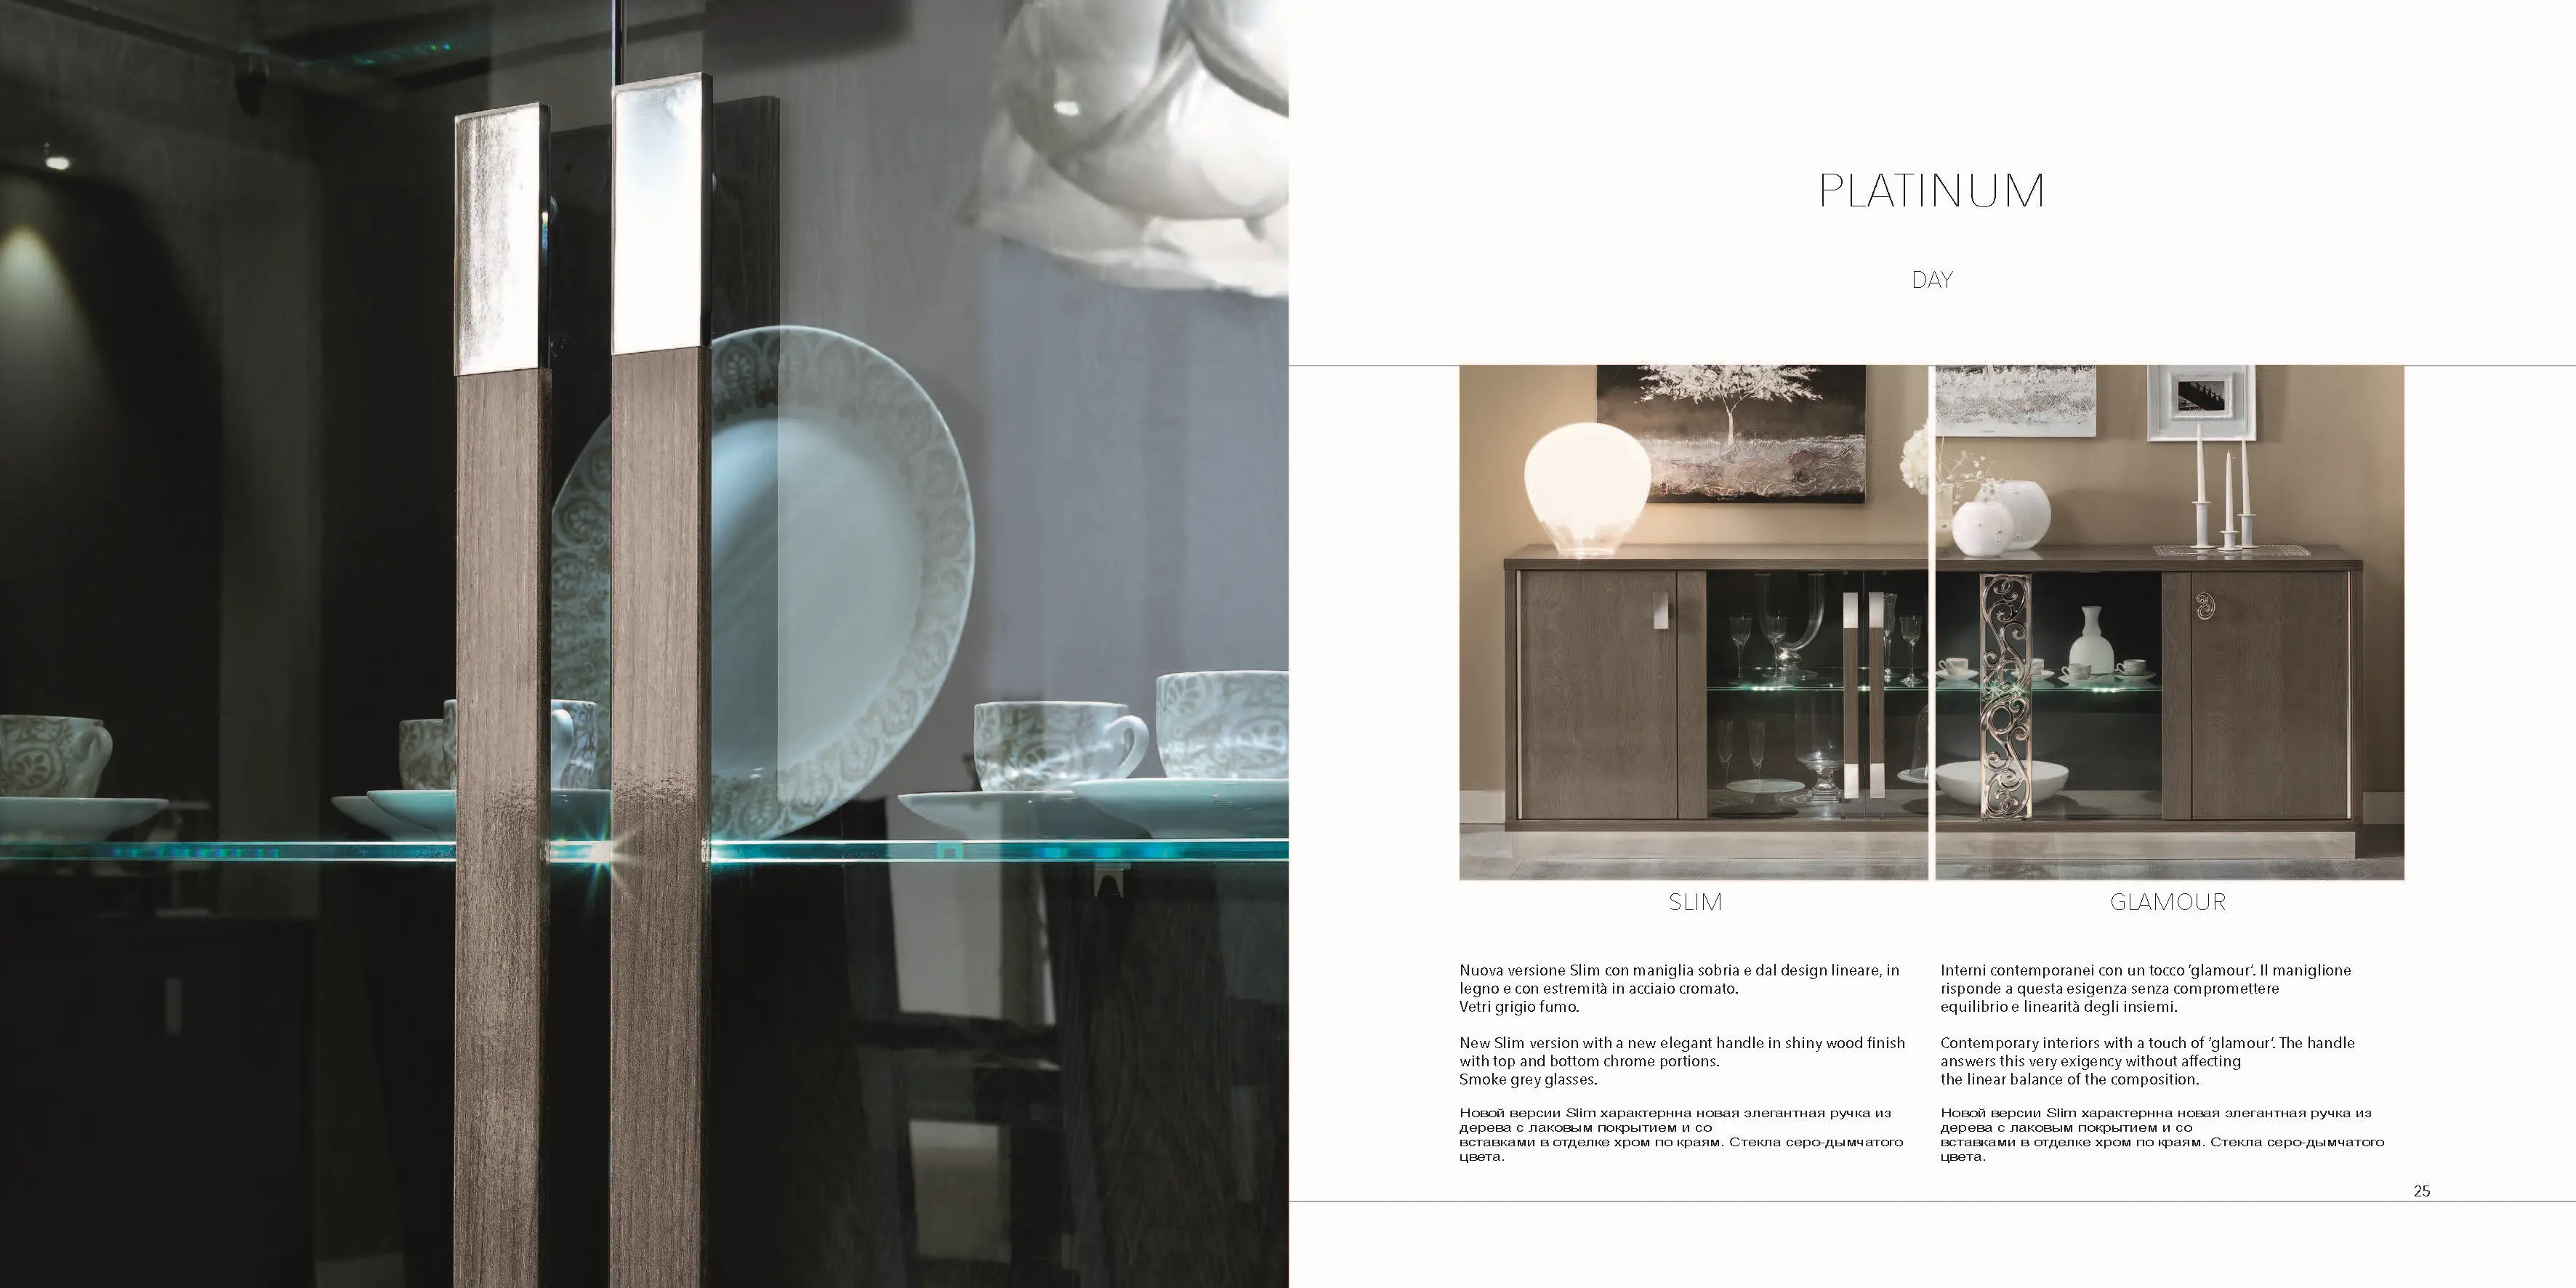 PLATINUM
DAY
SLIM
Nuova versione Slim con maniglia sobria e dal design lineare, in
legno e con estremità in acciaio cromato.
Vetri grigio fumo.
New Slim version with a new elegant handle in shiny wood finish
with top and bottom chrome portions.
Smoke grey glasses.
Новой версии Slim характернна новая элегантная ручка из
дерева с лаковым покрытием и со
вставками в отделке хром по краям. Стекла серо-дымчатого
цвета.
GLAMOUR
Interni contemporanei con un tocco ‘glamour’. Il maniglione
risponde a questa esigenza senza compromettere
equilibrio e linearità degli insiemi.
Contemporary interiors with a touch of ‘glamour’. The handle
answers this very exigency without affecting
the linear balance of the composition.
Новой версии Slim характернна новая элегантная ручка из
дерева с лаковым покрытием и со
вставками в отделке хром по краям. Стекла серо-дымчатого
цвета.
25